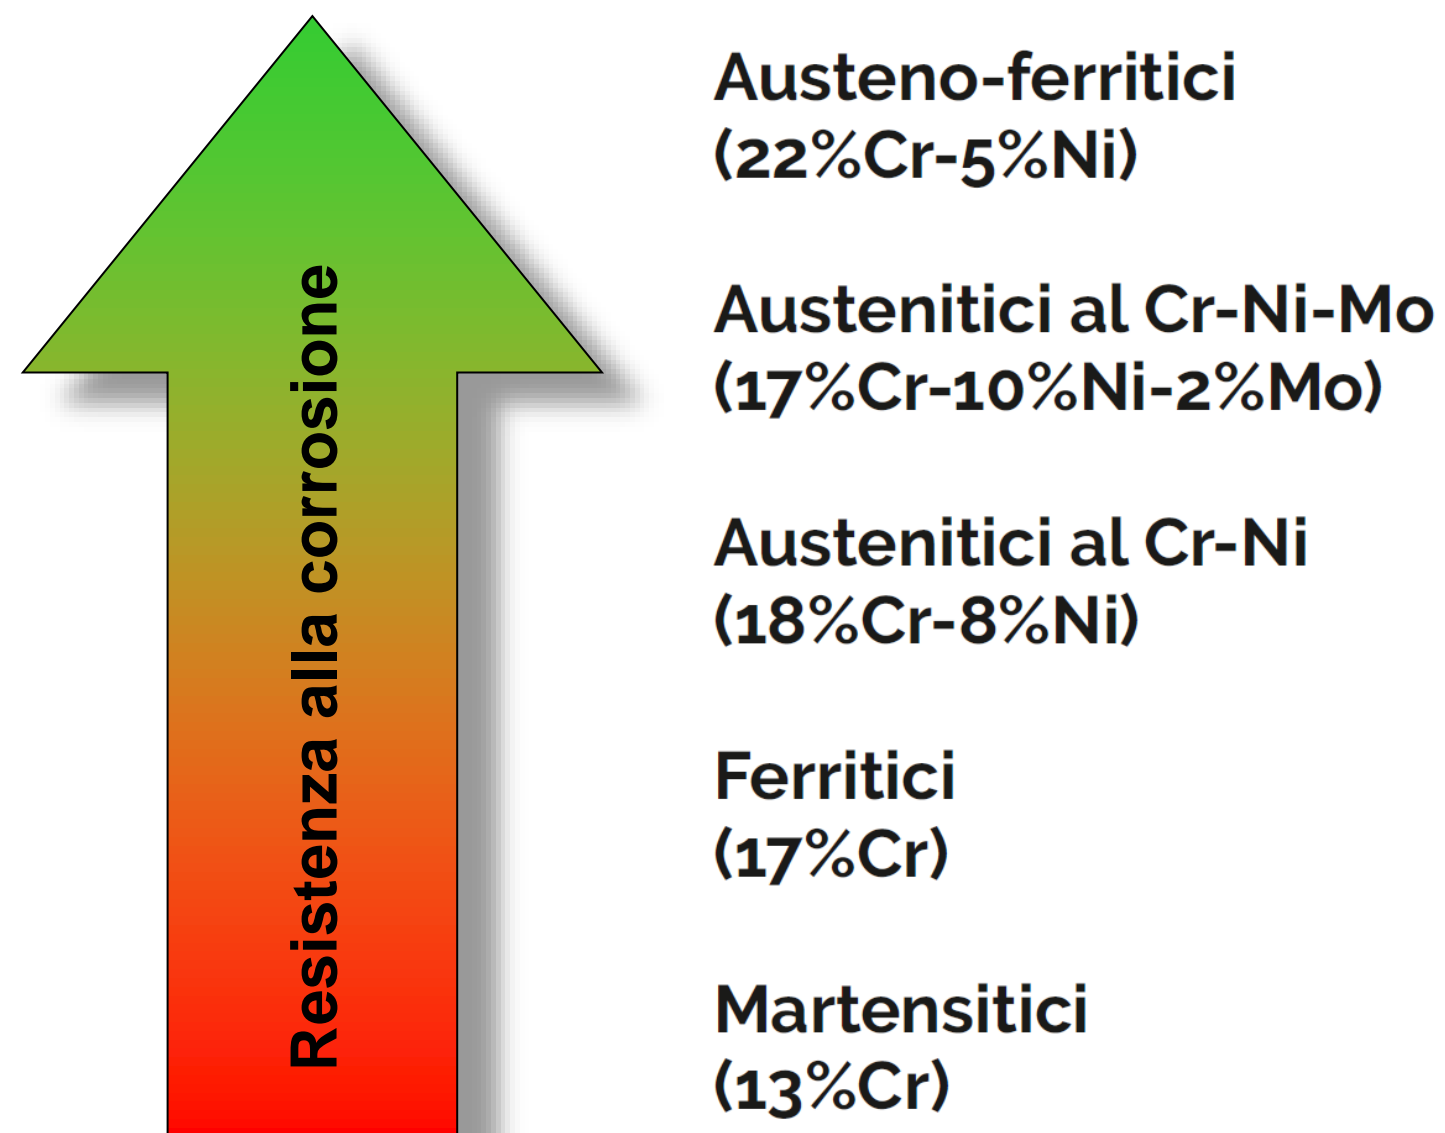 Resistenza alla corrosione
Austeno-ferritici
(22%Cr-5%Ni)
Austenitici al Cr-Ni-Mo
(17%Cr-10%Ni-2%Mo)
Austenitici al Cr-Ni
(18%Cr-8%Ni)
Ferritici
(17%Cr)
Martensitici
(13%Cr)